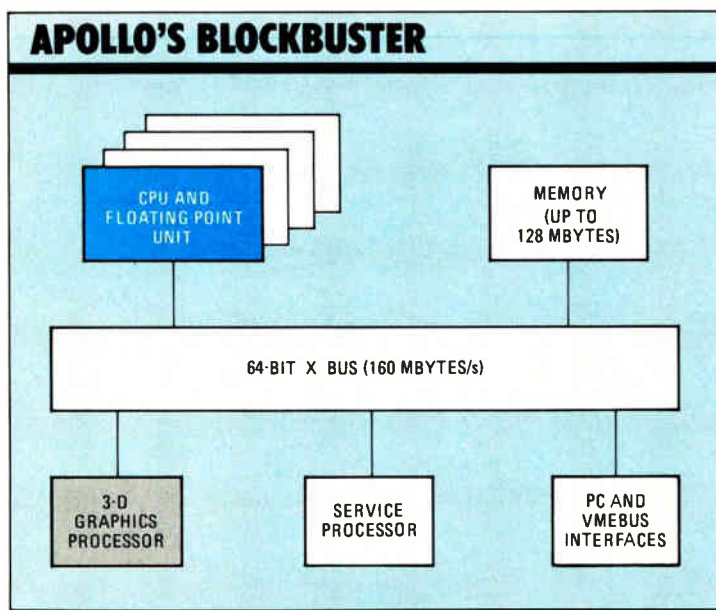 APOLLO'S BLOCKBUSTER
CPU AND
FLOATING-POINT
UNIT
MEMORY
(UP TO
128 MBYTES)
64-BIT X BUS (160 MBYTES/s)
3-D
GRAPHICS
PROCESSOR
SERVICE
PROCESSOR
PC AND
VMEBUS
INTERFACES